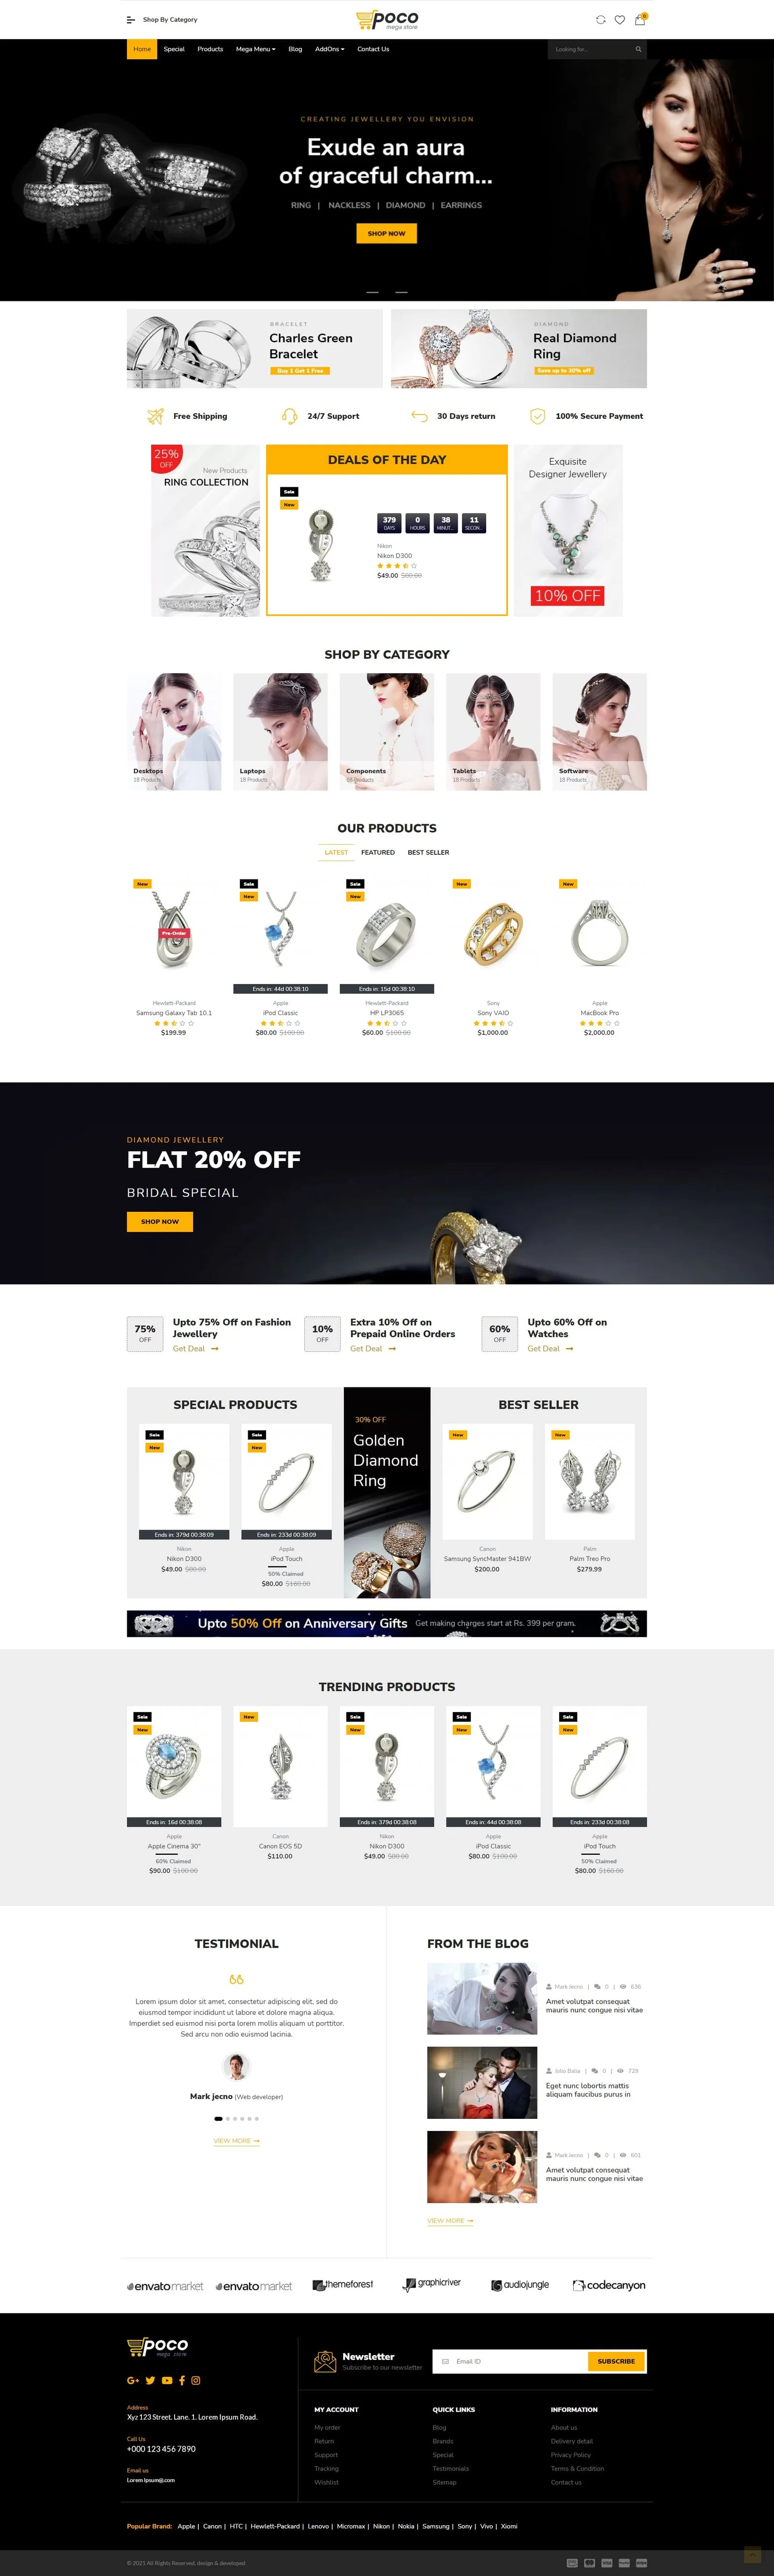 Shop By Category
poco
mega store
0
Home
Special
Products
Mega Menu
Blog
AddOns
Contact Us
Looking for...
CREATING JEWELLERY YOU ENVISION
Exude an aura
of graceful charm...
RING | NACKLESS | DIAMOND | EARRINGS
SHOP NOW
BRACELET
Charles Green
Bracelet
Buy 1 Get 1 Free
DIAMOND
Real Diamond
Ring
Save up to 30% off
Free Shipping
24/7 Support
30 Days return
100% Secure Payment
25%
OFF
New Products
RING COLLECTION
DEALS OF THE DAY
Sale
New
379 DAYS
0 HOURS
38 MINUT...
11 SECON...
Nikon
Nikon D300
$49.00 $80.00
Exquisite
Designer Jewellery
10% OFF
SHOP BY CATEGORY
Desktops
18 Products
Laptops
18 Products
Components
18 Products
Tablets
18 Products
Software
18 Products
OUR PRODUCTS
LATEST
FEATURED
BEST SELLER
New
Pre-Order
Hewlett-Packard
Samsung Galaxy Tab 10.1
$199.99
Sale
New
Ends in: 44d 00:38:10
Apple
iPod Classic
$80.00 $100.00
Sale
New
Ends in: 15d 00:38:10
Hewlett-Packard
HP LP3065
$60.00 $100.00
New
Sony
Sony VAIO
$1,000.00
New
Apple
MacBook Pro
$2,000.00
DIAMOND JEWELLERY
FLAT 20% OFF
BRIDAL SPECIAL
SHOP NOW
75%
OFF
Upto 75% Off on Fashion
Jewellery
Get Deal
10%
OFF
Extra 10% Off on
Prepaid Online Orders
Get Deal
60%
OFF
Upto 60% Off on
Watches
Get Deal
SPECIAL PRODUCTS
Sale
New
Ends in: 379d 00:38:09
Nikon
Nikon D300
$49.00 $80.00
Sale
New
Ends in: 233d 00:38:09
Apple
iPod Touch
50% Claimed
$80.00 $160.00
30% OFF
Golden
Diamond
Ring
BEST SELLER
New
Canon
Samsung SyncMaster 941BW
$200.00
New
Palm
Palm Treo Pro
$279.99
Upto 50% Off on Anniversary Gifts
Get making charges start at Rs. 399 per gram.
TRENDING PRODUCTS
Sale
New
Ends in: 16d 00:38:08
Apple
Apple Cinema 30"
60% Claimed
$90.00 $100.00
New
Canon
Canon EOS 5D
$110.00
Sale
New
Ends in: 379d 00:38:08
Nikon
Nikon D300
$49.00 $80.00
Sale
New
Ends in: 44d 00:38:08
Apple
iPod Classic
$80.00 $100.00
Sale
New
Ends in: 233d 00:38:08
Apple
iPod Touch
50% Claimed
$80.00 $160.00
TESTIMONIAL
Lorem ipsum dolor sit amet, consectetur adipiscing elit, sed do
eiusmod tempor incididunt ut labore et dolore magna aliqua.
Imperdiet sed euismod nisi porta lorem mollis aliquam ut porttitor.
Sed arcu non odio euismod lacinia.
Mark jecno (Web developer)
VIEW MORE
FROM THE BLOG
Mark Jecno | 0 | 636
Amet volutpat consequat
mauris nunc congue nisi vitae
Jolio Balia | 0 | 729
Eget nunc lobortis mattis
aliquam faucibus purus in
Mark Jecno | 0 | 601
Amet volutpat consequat
mauris nunc congue nisi vitae
VIEW MORE
envatomarket
envatomarket
themeforest
graphicriver
audiojungle
codecanyon
poco
mega store
Address
Xyz 123 Street. Lane, 1. Lorem Ipsum Road.
Call Us
+000 123 456 7890
Email us
Newsletter
Subscribe to our newsletter
Email ID
SUBSCRIBE
MY ACCOUNT
My order
Return
Support
Tracking
Wishlist
QUICK LINKS
Blog
Brands
Special
Testimonials
Sitemap
INFORMATION
About us
Delivery detail
Privacy Policy
Terms & Condition
Contact us
Popular Brand: Apple | Canon | HTC | Hewlett-Packard | Lenovo | Micromax | Nikon | Nokia | Samsung | Sony | Vivo | Xiomi
© 2021 All Rights Reserved, design & developed